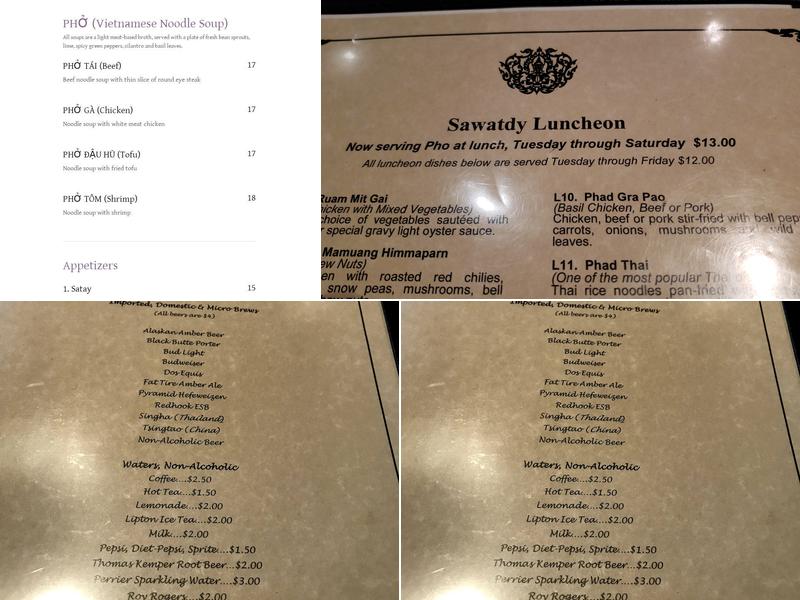 PHỞ (Vietnamese Noodle Soup)
All soups are a light meat-based broth, served with a plate of fresh bean sprouts,
lime, spicy green peppers, cilantro and basil leaves.
PHỞ TÁI (Beef) 17
Beef noodle soup with thin slice of round eye steak
PHỞ GÀ (Chicken) 17
Noodle soup with white meat chicken
PHỞ ĐẬU HŨ (Tofu) 17
Noodle soup with fried tofu
PHỞ TÔM (Shrimp) 18
Noodle soup with shrimp
Appetizers
1. Satay 15
Sawatdy Luncheon
Now serving Pho at lunch, Tuesday through Saturday $13.00
All luncheon dishes below are served Tuesday through Friday $12.00
Ruam Mit Gai
hicken with Mixed Vegetables)
choice of vegetables sautéed with
r special gravy light oyster sauce.
Mamuang Himmaparn
ew Nuts)
en with roasted red chilies,
snow peas, mushrooms, bell
L10. Phad Gra Pao
(Basil Chicken, Beef or Pork)
Chicken, beef or pork stir-fried with bell pep
carrots, onions, mushrooms and wild
leaves.
L11. Phad Thai
(One of the most popular Thai
Thai rice noodles pan-fried
Imported, Domestic & Micro Brews
(All beers are $4)
Alaskan Amber Beer
Black Butte Porter
Bud Light
Budweiser
Dos Equis
Fat Tire Amber Ale
Pyramid Hefeweizen
Redhook ESB
Singha (Thailand)
Tsingtao (China)
Non-Alcoholic Beer
Waters, Non-Alcoholic
Coffee....$2.50
Hot Tea....$1.50
Lemonade....$2.00
Lipton Ice Tea....$2.00
Milk....$2.00
Pepsi, Diet-Pepsi, Sprite....$1.50
Thomas Kemper Root Beer...$2.00
Perrier Sparkling Water....$3.00
Roy Rogers....$2.00
Imported, Domestic & Micro Brews
(All beers are $4)
Alaskan Amber Beer
Black Butte Porter
Bud Light
Budweiser
Dos Equis
Fat Tire Amber Ale
Pyramid Hefeweizen
Redhook ESB
Singha (Thailand)
Tsingtao (China)
Non-Alcoholic Beer
Waters, Non-Alcoholic
Coffee....$2.50
Hot Tea....$1.50
Lemonade....$2.00
Lipton Ice Tea....$2.00
Milk....$2.00
Pepsi, Diet-Pepsi, Sprite....$1.50
Thomas Kemper Root Beer...$2.00
Perrier Sparkling Water....$3.00
Roy Rogers....$2.00